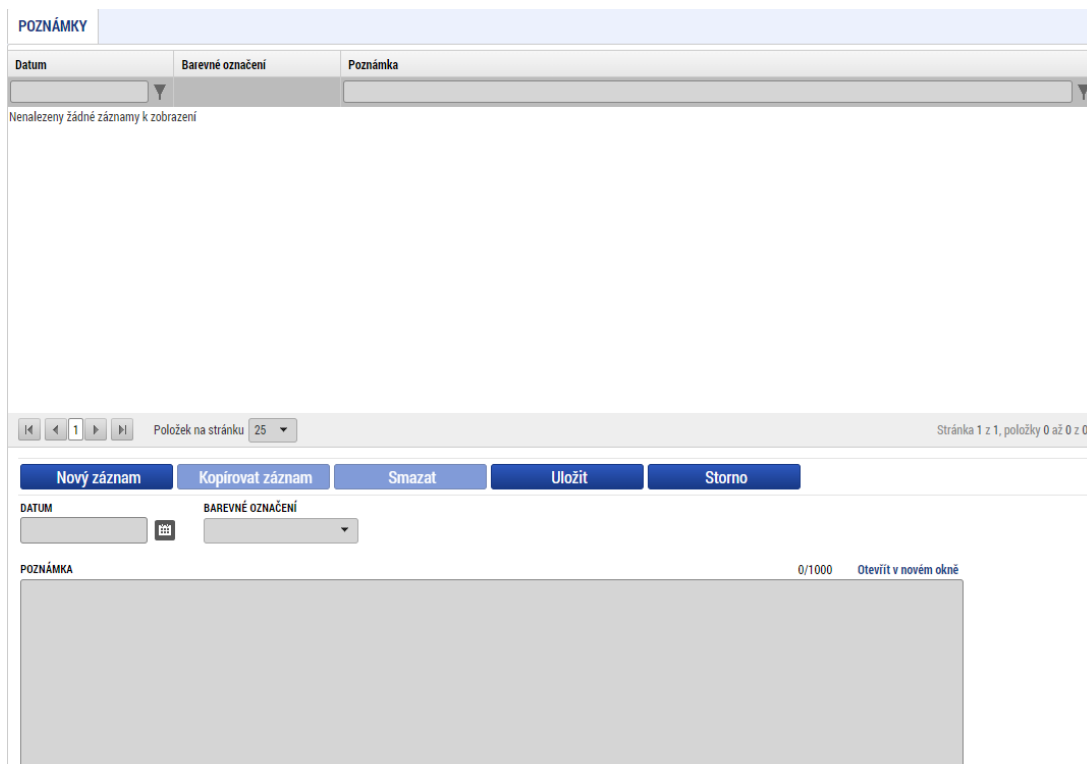 POZNÁMKY
Datum Barevné označení Poznámka
Nenalezeny žádné záznamy k zobrazení
1 Položek na stránku 25 Stránka 1 z 1, položky 0 až 0 z 0
Nový záznam Kopírovat záznam Smazat Uložit Storno
DATUM BAREVNÉ OZNAČENÍ
POZNÁMKA 0/1000 Otevřít v novém okně